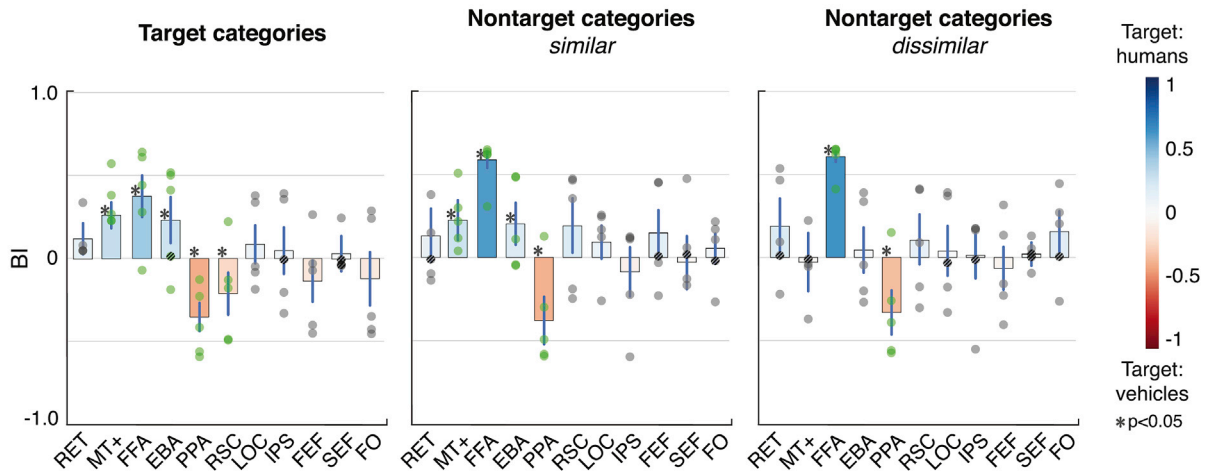 Target categories
Nontarget categories
similar
Nontarget categories
dissimilar
Target:
humans
1
0.5
0
-0.5
-1
Target:
vehicles
*p<0.05
BI
1.0
0
-1.0
RET MT+ FFA EBA PPA RSC LOC IPS FEF SEF FO
RET MT+ FFA EBA PPA RSC LOC IPS FEF SEF FO
RET MT+ FFA EBA PPA RSC LOC IPS FEF SEF FO